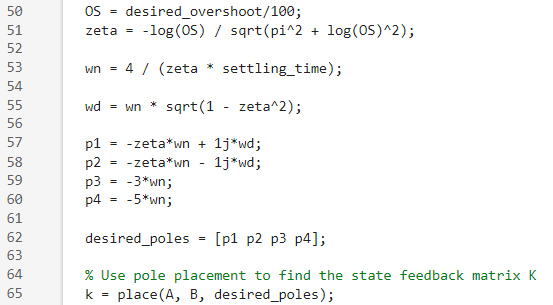 50 OS = desired_overshoot/100;
51 zeta = -log(OS) / sqrt(pi^2 + log(OS)^2);
52
53 wn = 4 / (zeta * settling_time);
54
55 wd = wn * sqrt(1 - zeta^2);
56
57 p1 = -zeta*wn + 1j*wd;
58 p2 = -zeta*wn - 1j*wd;
59 p3 = -3*wn;
60 p4 = -5*wn;
61
62 desired_poles = [p1 p2 p3 p4];
63
64 % Use pole placement to find the state feedback matrix K
65 k = place(A, B, desired_poles);